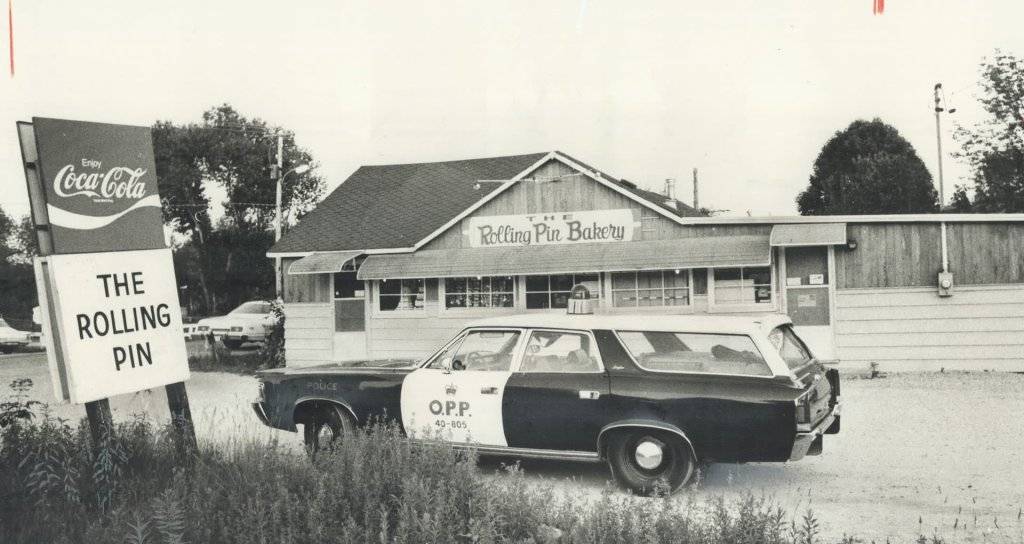 Enjoy
Coca-Cola
THE
ROLLING
PIN
THE
Rolling Pin Bakery
POLICE
O.P.P.
40-805